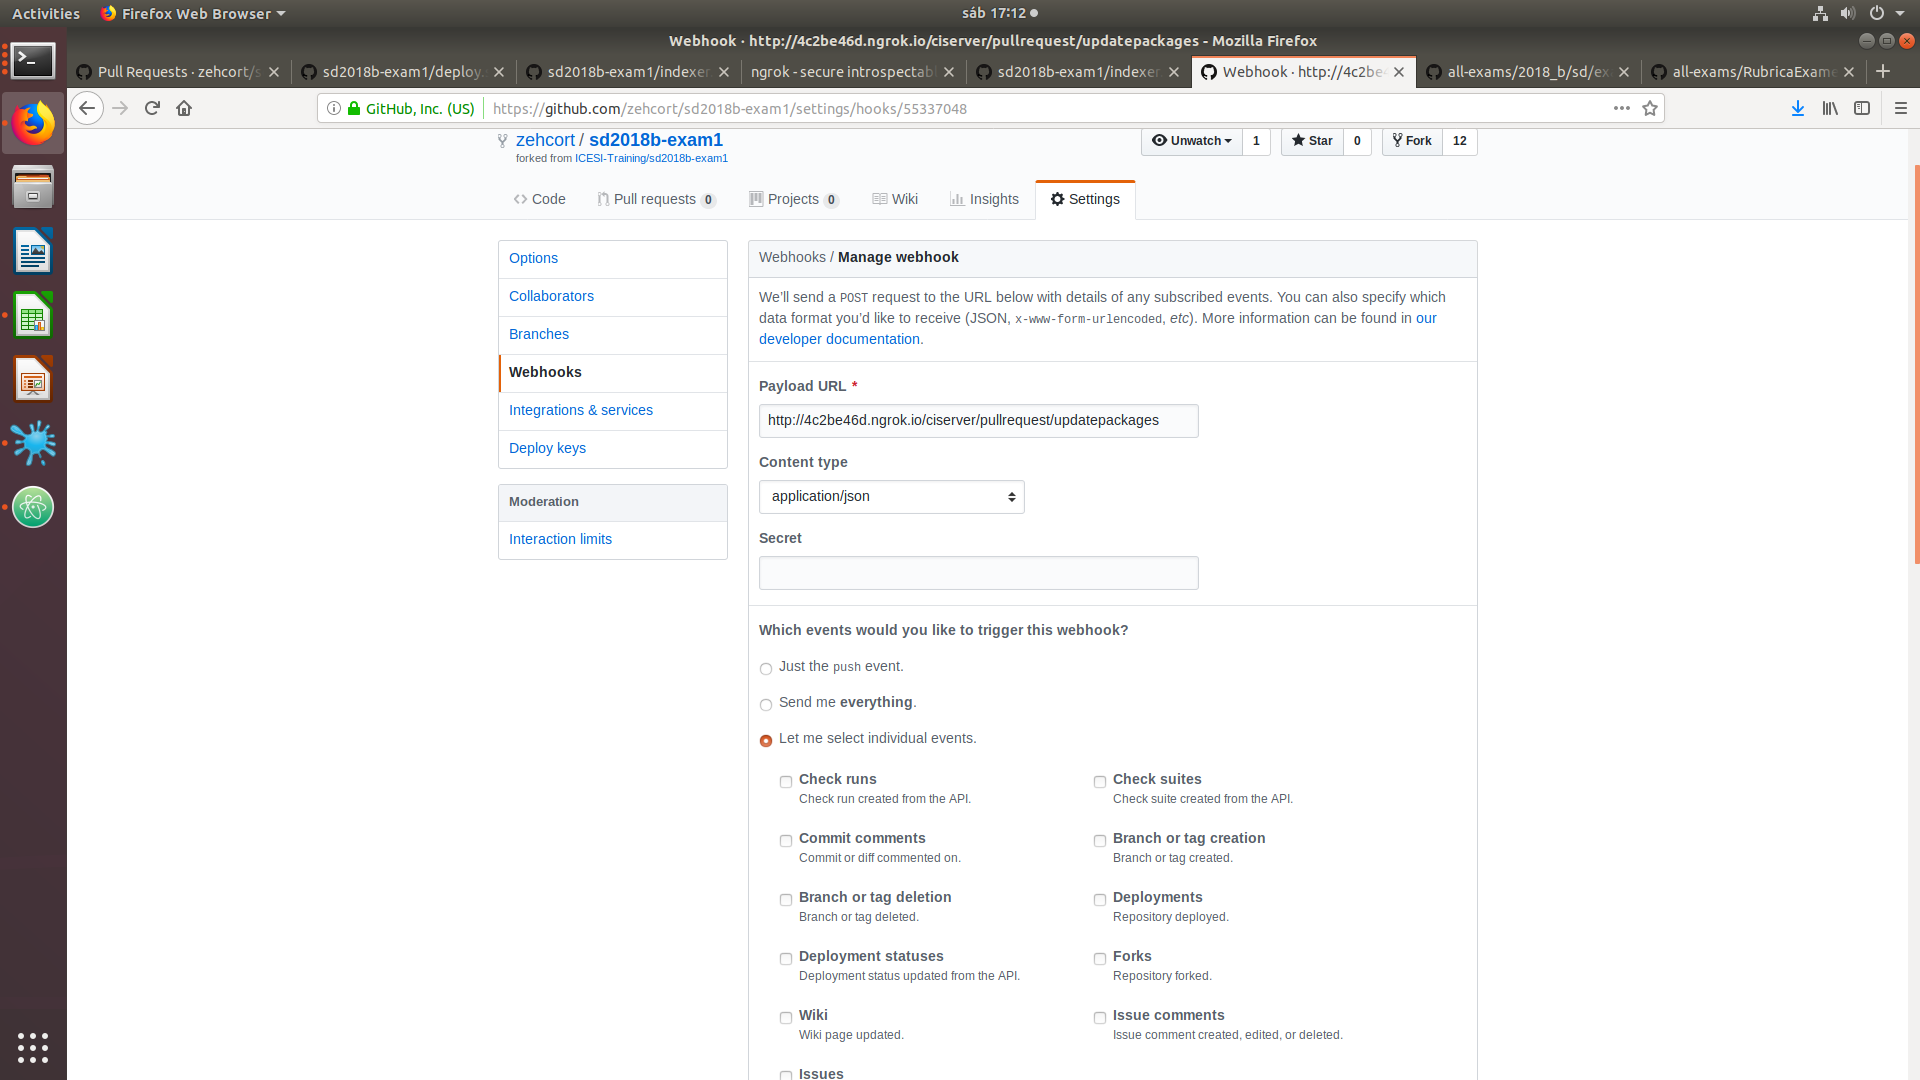 Activities
Firefox Web Browser
sáb 17:12
Webhook · http://4c2be46d.ngrok.io/ciserver/pullrequest/updatepackages - Mozilla Firefox
Pull Requests · zehcort/s
sd2018b-exam1/deploy.
sd2018b-exam1/indexer
ngrok - secure introspectabl
sd2018b-exam1/indexer
Webhook · http://4c2be4
all-exams/2018_b/sd/exa
all-exams/RubricaExame
GitHub, Inc. (US)
https://github.com/zehcort/sd2018b-exam1/settings/hooks/55337048
zehcort / sd2018b-exam1
forked from ICESI-Training/sd2018b-exam1
Unwatch 1
Star 0
Fork 12
Code
Pull requests 0
Projects 0
Wiki
Insights
Settings
Options
Collaborators
Branches
Webhooks
Integrations & services
Deploy keys
Moderation
Interaction limits
Webhooks / Manage webhook
We'll send a POST request to the URL below with details of any subscribed events. You can also specify which
data format you'd like to receive (JSON, x-www-form-urlencoded, etc). More information can be found in our
developer documentation.
Payload URL *
http://4c2be46d.ngrok.io/ciserver/pullrequest/updatepackages
Content type
application/json
Secret
Which events would you like to trigger this webhook?
Just the push event.
Send me everything.
Let me select individual events.
Check runs
Check run created from the API.
Check suites
Check suite created from the API.
Commit comments
Commit or diff commented on.
Branch or tag creation
Branch or tag created.
Branch or tag deletion
Branch or tag deleted.
Deployments
Repository deployed.
Deployment statuses
Deployment status updated from the API.
Forks
Repository forked.
Wiki
Wiki page updated.
Issue comments
Issue comment created, edited, or deleted.
Issues